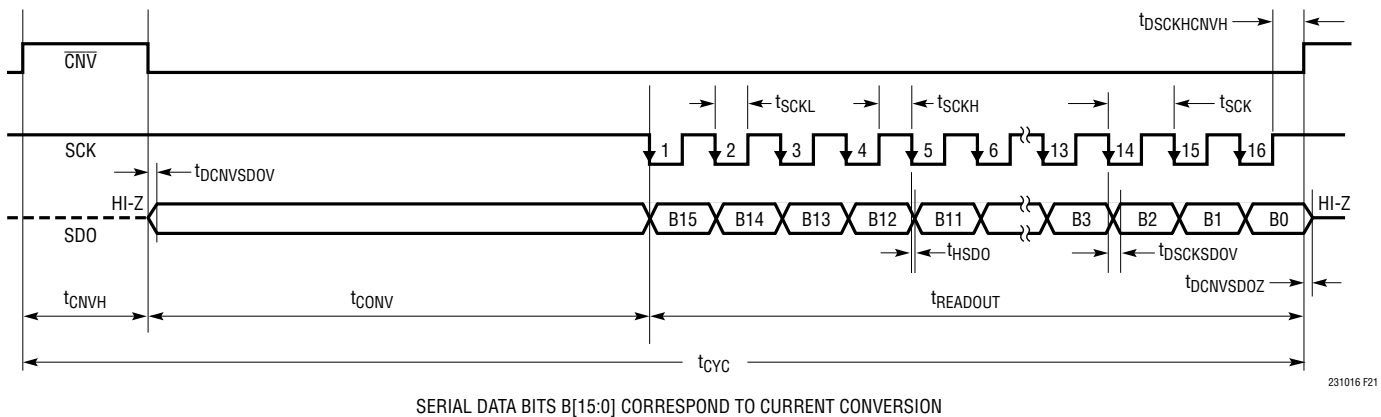 tDSCKHCNVH
CNV
tSCKL
tSCKH
tSCK
SCK
1 2 3 4 5 6 13 14 15 16
tDCNVSDOV
HI-Z
HI-Z
SDO
B15 B14 B13 B12 B11 B3 B2 B1 B0
tHSDO
tDSCKSDOV
tDCNVSDOZ
tCNVH
tCONV
tREADOUT
tCYC
231016 F21
SERIAL DATA BITS B[15:0] CORRESPOND TO CURRENT CONVERSION